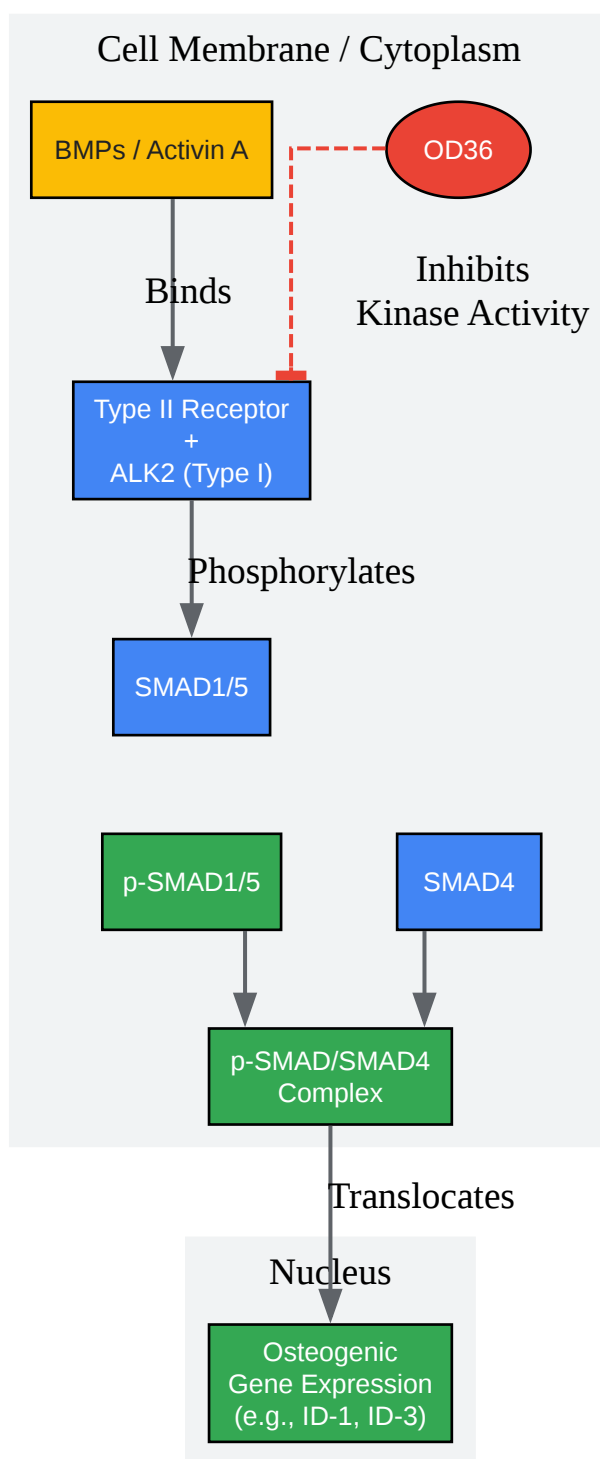 Cell Membrane / Cytoplasm
BMPs / Activin A
OD36
Binds
Inhibits
Kinase Activity
Type II Receptor
+
ALK2 (Type I)
Phosphorylates
SMAD1/5
p-SMAD1/5
SMAD4
p-SMAD/SMAD4
Complex
Translocates
Nucleus
Osteogenic
Gene Expression
(e.g., ID-1, ID-3)